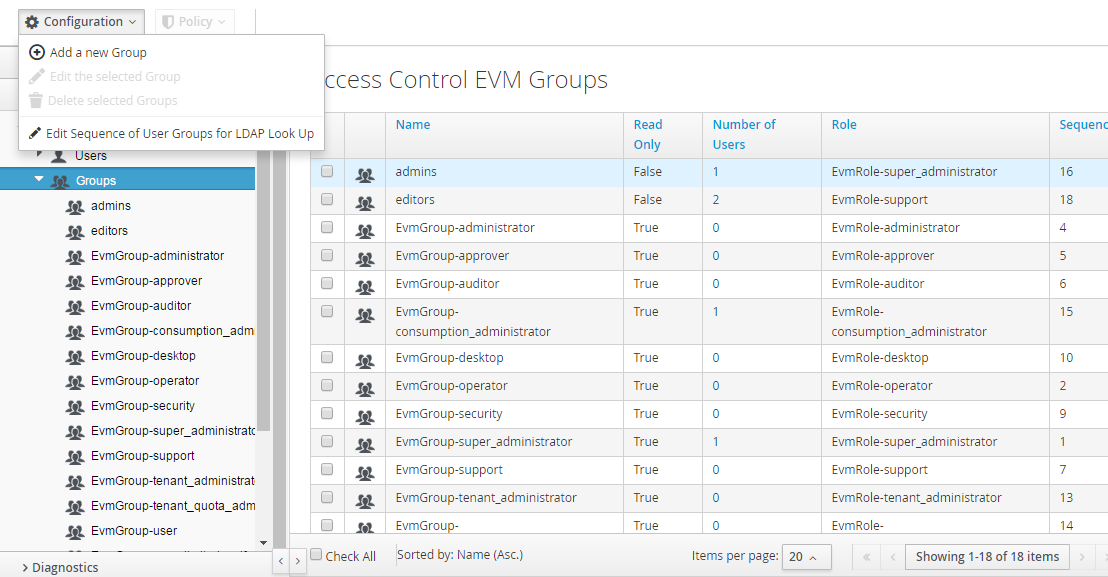 Configuration
Policy
Add a new Group
Edit the selected Group
Delete selected Groups
Edit Sequence of User Groups for LDAP Look Up
Users
Groups
admins
editors
EvmGroup-administrator
EvmGroup-approver
EvmGroup-auditor
EvmGroup-consumption_adm
EvmGroup-desktop
EvmGroup-operator
EvmGroup-security
EvmGroup-super_administrato
EvmGroup-support
EvmGroup-tenant_administrat
EvmGroup-tenant_quota_adm
EvmGroup-user
Diagnostics
ccess Control EVM Groups
Name Read Only Number of Users Role Sequenc
admins False 1 EvmRole-super_administrator 16
editors False 2 EvmRole-support 18
EvmGroup-administrator True 0 EvmRole-administrator 4
EvmGroup-approver True 0 EvmRole-approver 5
EvmGroup-auditor True 0 EvmRole-auditor 6
EvmGroup- True 1 EvmRole- 15
consumption_administrator consumption_administrator
EvmGroup-desktop True 0 EvmRole-desktop 10
EvmGroup-operator True 0 EvmRole-operator 2
EvmGroup-security True 0 EvmRole-security 9
EvmGroup-super_administrator True 1 EvmRole-super_administrator 1
EvmGroup-support True 0 EvmRole-support 7
EvmGroup-tenant_administrator True 0 EvmRole-tenant_administrator 13
EvmGroup- True 0 EvmRole- 14
Check All Sorted by: Name (Asc.) Items per page: 20 Showing 1-18 of 18 items